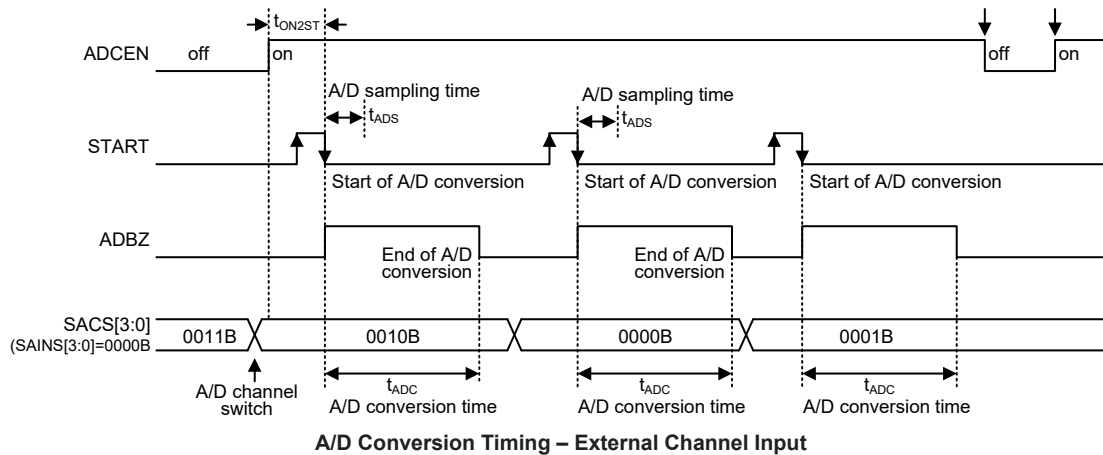 tON2ST
ADCEN off on off on
A/D sampling time A/D sampling time
tADS tADS
START
Start of A/D conversion Start of A/D conversion Start of A/D conversion
ADBZ
End of A/D conversion End of A/D conversion
SACS[3:0]
(SAINS[3:0]=0000B
0011B 0010B 0000B 0001B
A/D channel switch
tADC tADC tADC
A/D conversion time A/D conversion time A/D conversion time
A/D Conversion Timing – External Channel Input